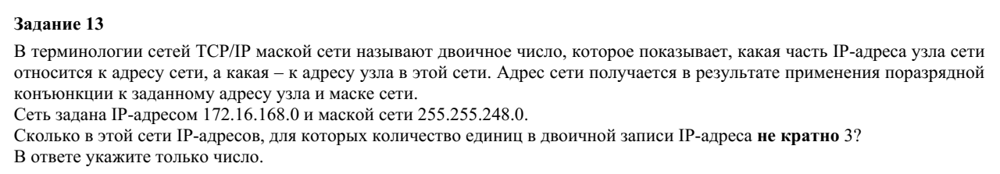 Задание 13
В терминологии сетей TCP/IP маской сети называют двоичное число, которое показывает, какая часть IP-адреса узла сети
относится к адресу сети, а какая – к адресу узла в этой сети. Адрес сети получается в результате применения поразрядной
конъюнкции к заданному адресу узла и маске сети.
Сеть задана IP-адресом 172.16.168.0 и маской сети 255.255.248.0.
Сколько в этой сети IP-адресов, для которых количество единиц в двоичной записи IP-адреса не кратно 3?
В ответе укажите только число.